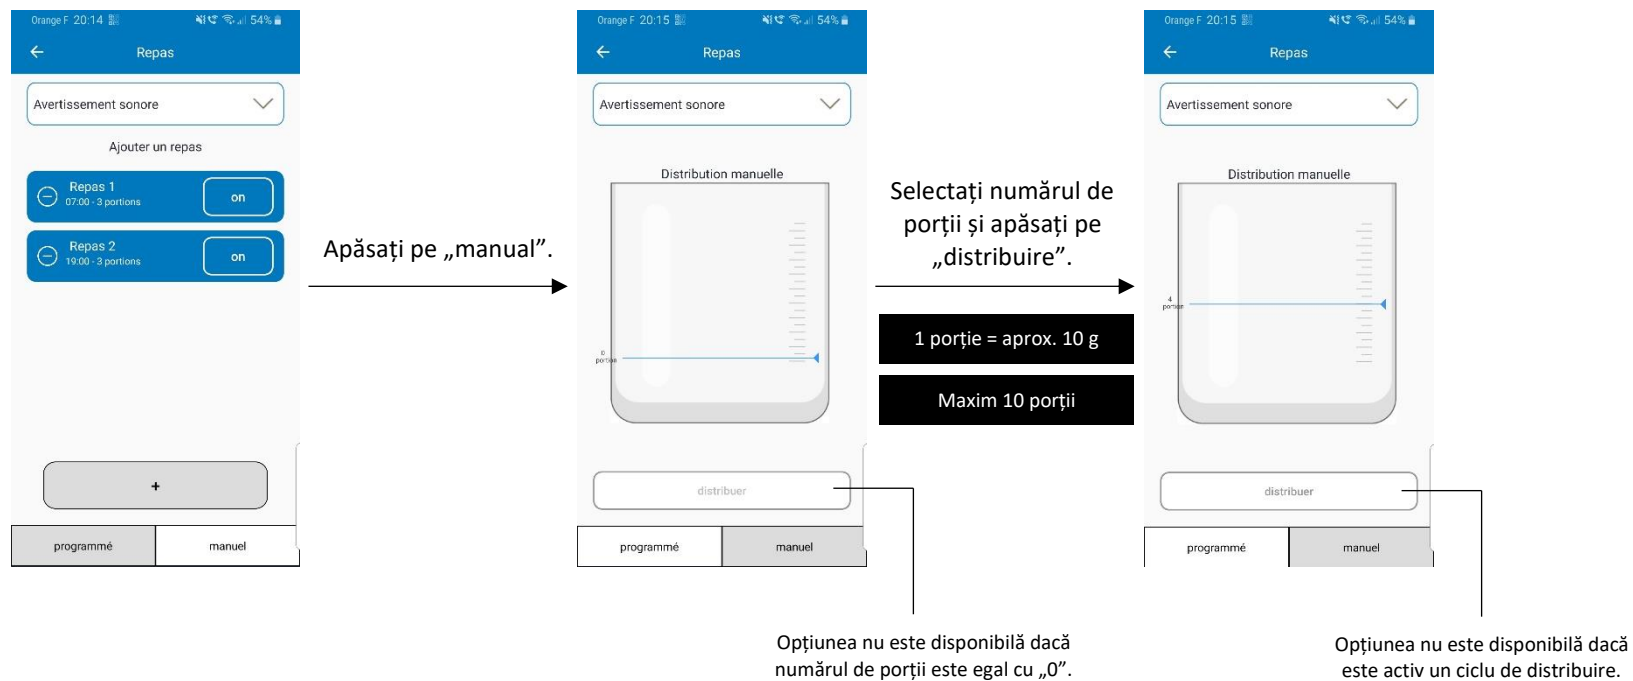 Orange F 20:14
54%
Repas
Avertissement sonore
Ajouter un repas
Repas 1
07:00 - 3 portions
on
Repas 2
19:00 - 3 portions
on
+
programmé
manuel
Apăsați pe „manual”.
Orange F 20:15
54%
Repas
Avertissement sonore
Distribution manuelle
0
portion
distribuer
programmé
manuel
Opțiunea nu este disponibilă dacă
numărul de porții este egal cu „0”.
Selectați numărul de
porții și apăsați pe
„distribuire”.
1 porție = aprox. 10 g
Maxim 10 porții
Orange F 20:15
54%
Repas
Avertissement sonore
Distribution manuelle
4
portion
distribuer
programmé
manuel
Opțiunea nu este disponibilă dacă
este activ un ciclu de distribuire.